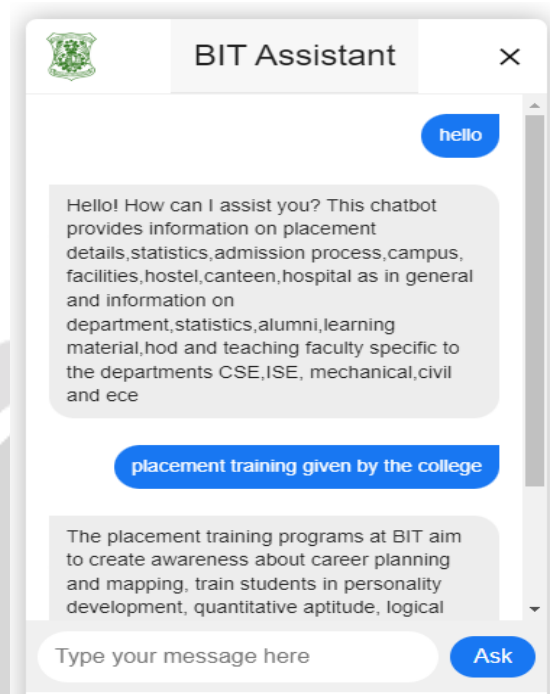 BIT Assistant
hello
Hello! How can I assist you? This chatbot
provides information on placement
details,statistics,admission process,campus,
facilities,hostel,canteen,hospital as in general
and information on
department,statistics,alumni,learning
material,hod and teaching faculty specific to
the departments CSE,ISE, mechanical,civil
and ece
placement training given by the college
The placement training programs at BIT aim
to create awareness about career planning
and mapping, train students in personality
development, quantitative aptitude, logical
Type your message here
Ask